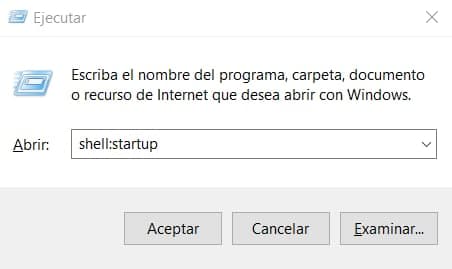 Ejecutar
Escriba el nombre del programa, carpeta, documento
o recurso de Internet que desea abrir con Windows.
Abrir: shell:startup
Aceptar Cancelar Examinar...